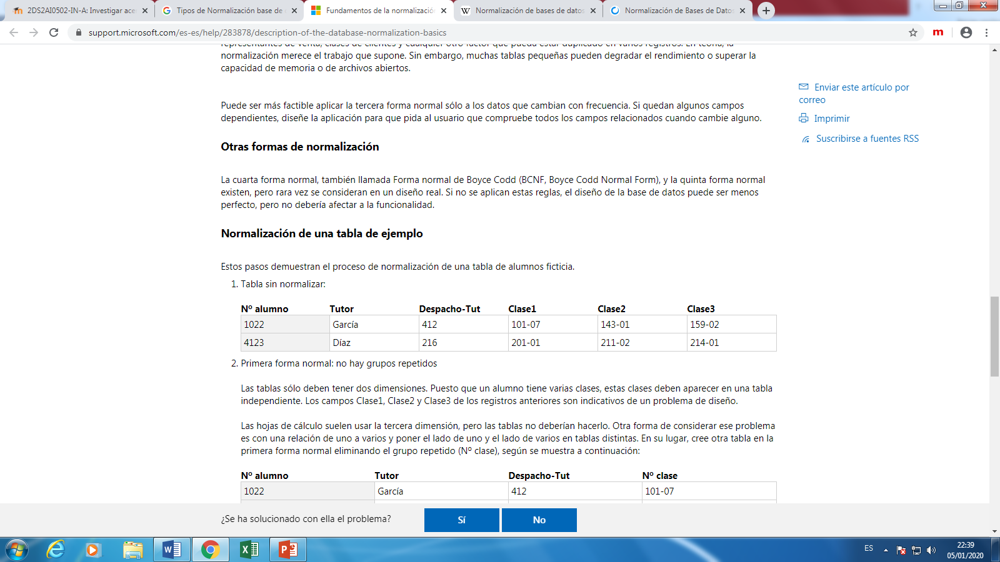 2DS2AI0502-IN-A: Investigar ace
Tipos de Normalización base de
Fundamentos de la normalizació
Normalización de bases de datos
Normalización de Bases de Datos
support.microsoft.com/es-es/help/283878/description-of-the-database-normalization-basics
representantes de venta, clases de clientes y cualquier otro factor que pueda estar duplicado en varios registros. En teoría, la
normalización merece el trabajo que supone. Sin embargo, muchas tablas pequeñas pueden degradar el rendimiento o superar la
capacidad de memoria o de archivos abiertos.
Enviar este artículo por
correo
Imprimir
Suscribirse a fuentes RSS
Puede ser más factible aplicar la tercera forma normal sólo a los datos que cambian con frecuencia. Si quedan algunos campos
dependientes, diseñe la aplicación para que pida al usuario que compruebe todos los campos relacionados cuando cambie alguno.
Otras formas de normalización
La cuarta forma normal, también llamada Forma normal de Boyce Codd (BCNF, Boyce Codd Normal Form), y la quinta forma normal
existen, pero rara vez se consideran en un diseño real. Si no se aplican estas reglas, el diseño de la base de datos puede ser menos
perfecto, pero no debería afectar a la funcionalidad.
Normalización de una tabla de ejemplo
Estos pasos demuestran el proceso de normalización de una tabla de alumnos ficticia.
1. Tabla sin normalizar:
Nº alumno Tutor Despacho-Tut Clase1 Clase2 Clase3
1022 García 412 101-07 143-01 159-02
4123 Díaz 216 201-01 211-02 214-01
2. Primera forma normal: no hay grupos repetidos
Las tablas sólo deben tener dos dimensiones. Puesto que un alumno tiene varias clases, estas clases deben aparecer en una tabla
independiente. Los campos Clase1, Clase2 y Clase3 de los registros anteriores son indicativos de un problema de diseño.
Las hojas de cálculo suelen usar la tercera dimensión, pero las tablas no deberían hacerlo. Otra forma de considerar ese problema
es con una relación de uno a varios y poner el lado de uno y el lado de varios en tablas distintas. En su lugar, cree otra tabla en la
primera forma normal eliminando el grupo repetido (Nº clase), según se muestra a continuación:
Nº alumno Tutor Despacho-Tut Nº clase
1022 García 412 101-07
¿Se ha solucionado con ella el problema? Sí No
ES
22:39
05/01/2020